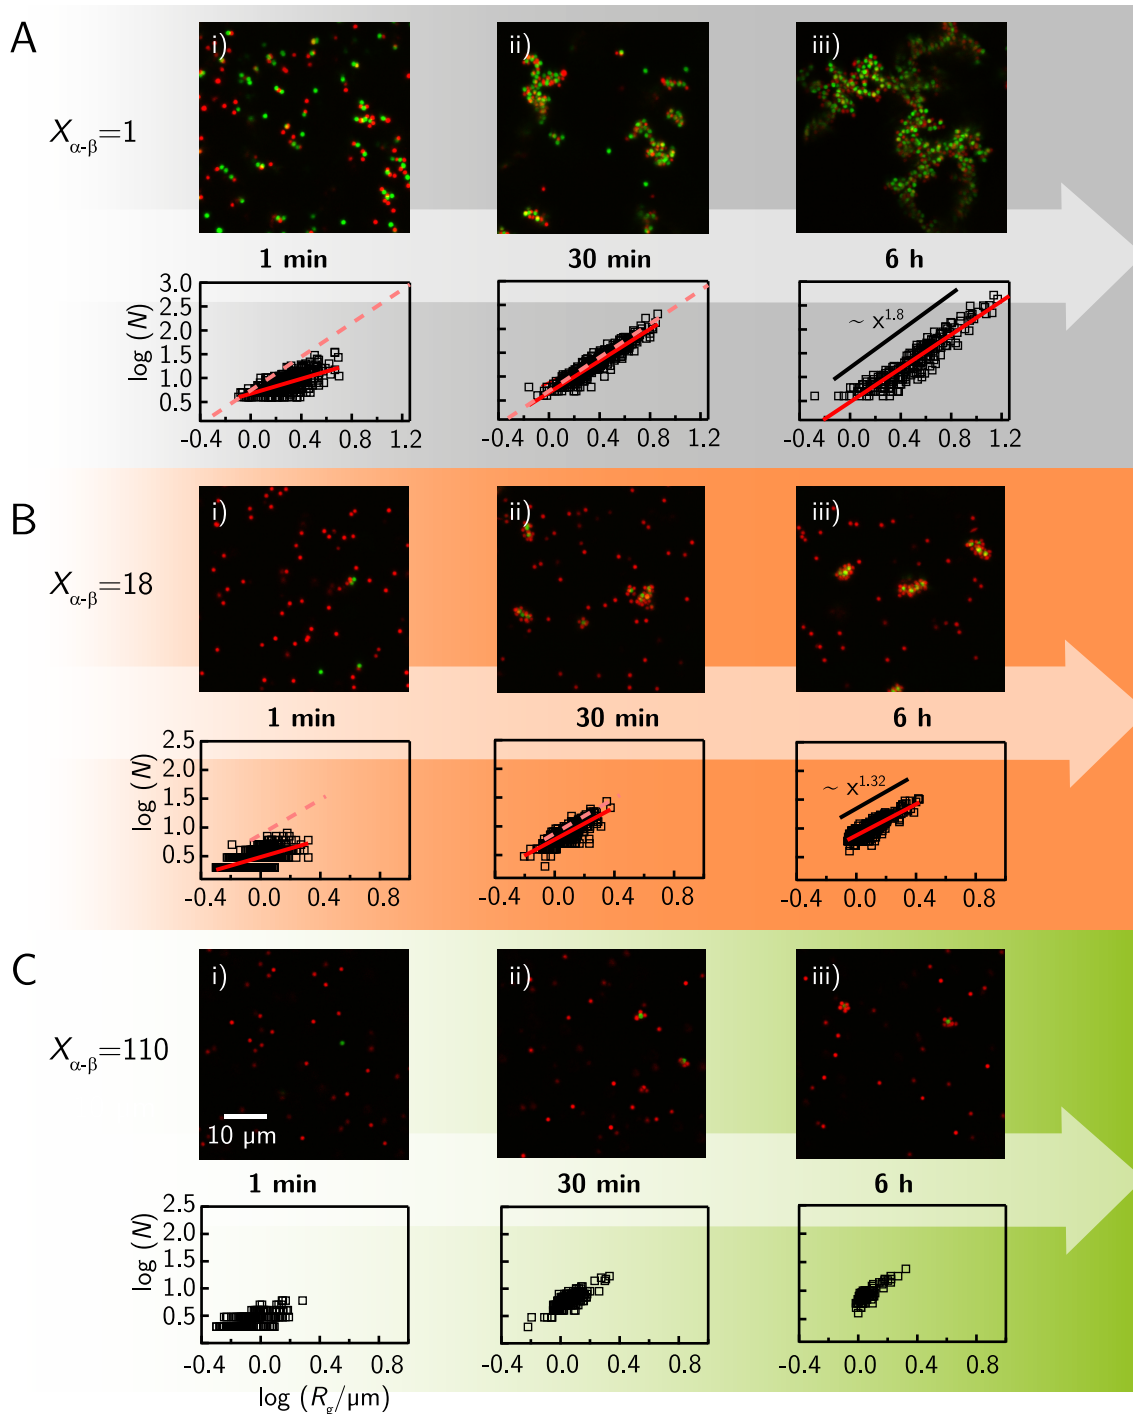 A
i)
ii)
iii)
Xα-β=1
1 min
30 min
6 h
3.0
2.5
2.0
1.5
1.0
0.5
log (N)
~ x^1.8
-0.4 0.0 0.4 0.8 1.2
-0.4 0.0 0.4 0.8 1.2
-0.4 0.0 0.4 0.8 1.2
B
i)
ii)
iii)
Xα-β=18
1 min
30 min
6 h
2.5
2.0
1.5
1.0
0.5
log (N)
~ x^1.32
-0.4 0.0 0.4 0.8
-0.4 0.0 0.4 0.8
-0.4 0.0 0.4 0.8
C
i)
ii)
iii)
Xα-β=110
10 μm
1 min
30 min
6 h
2.5
2.0
1.5
1.0
0.5
log (N)
-0.4 0.0 0.4 0.8
-0.4 0.0 0.4 0.8
-0.4 0.0 0.4 0.8
log (Rg/μm)